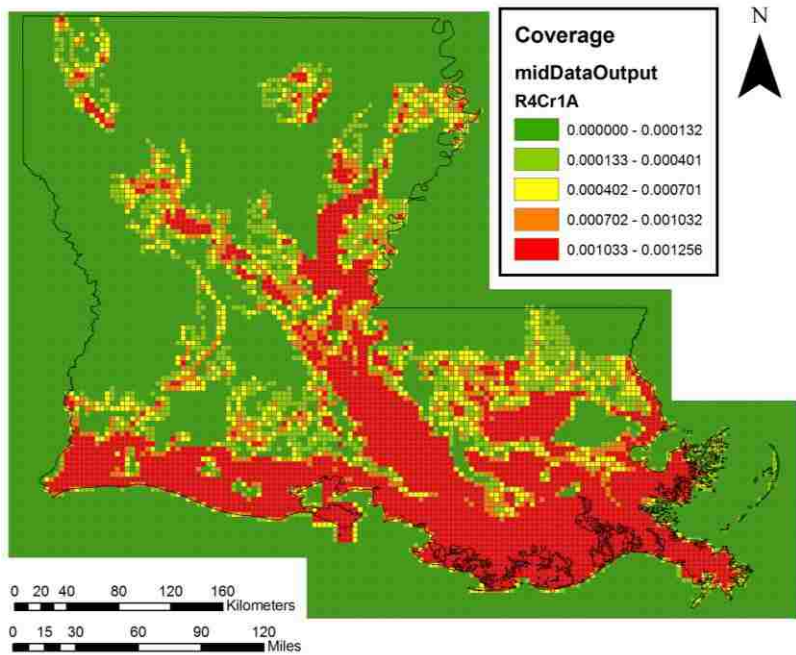 N
Coverage
midDataOutput
R4Cr1A
0.000000 - 0.000132
0.000133 - 0.000401
0.000402 - 0.000701
0.000702 - 0.001032
0.001033 - 0.001256
0 20 40 80 120 160
Kilometers
0 15 30 60 90 120
Miles